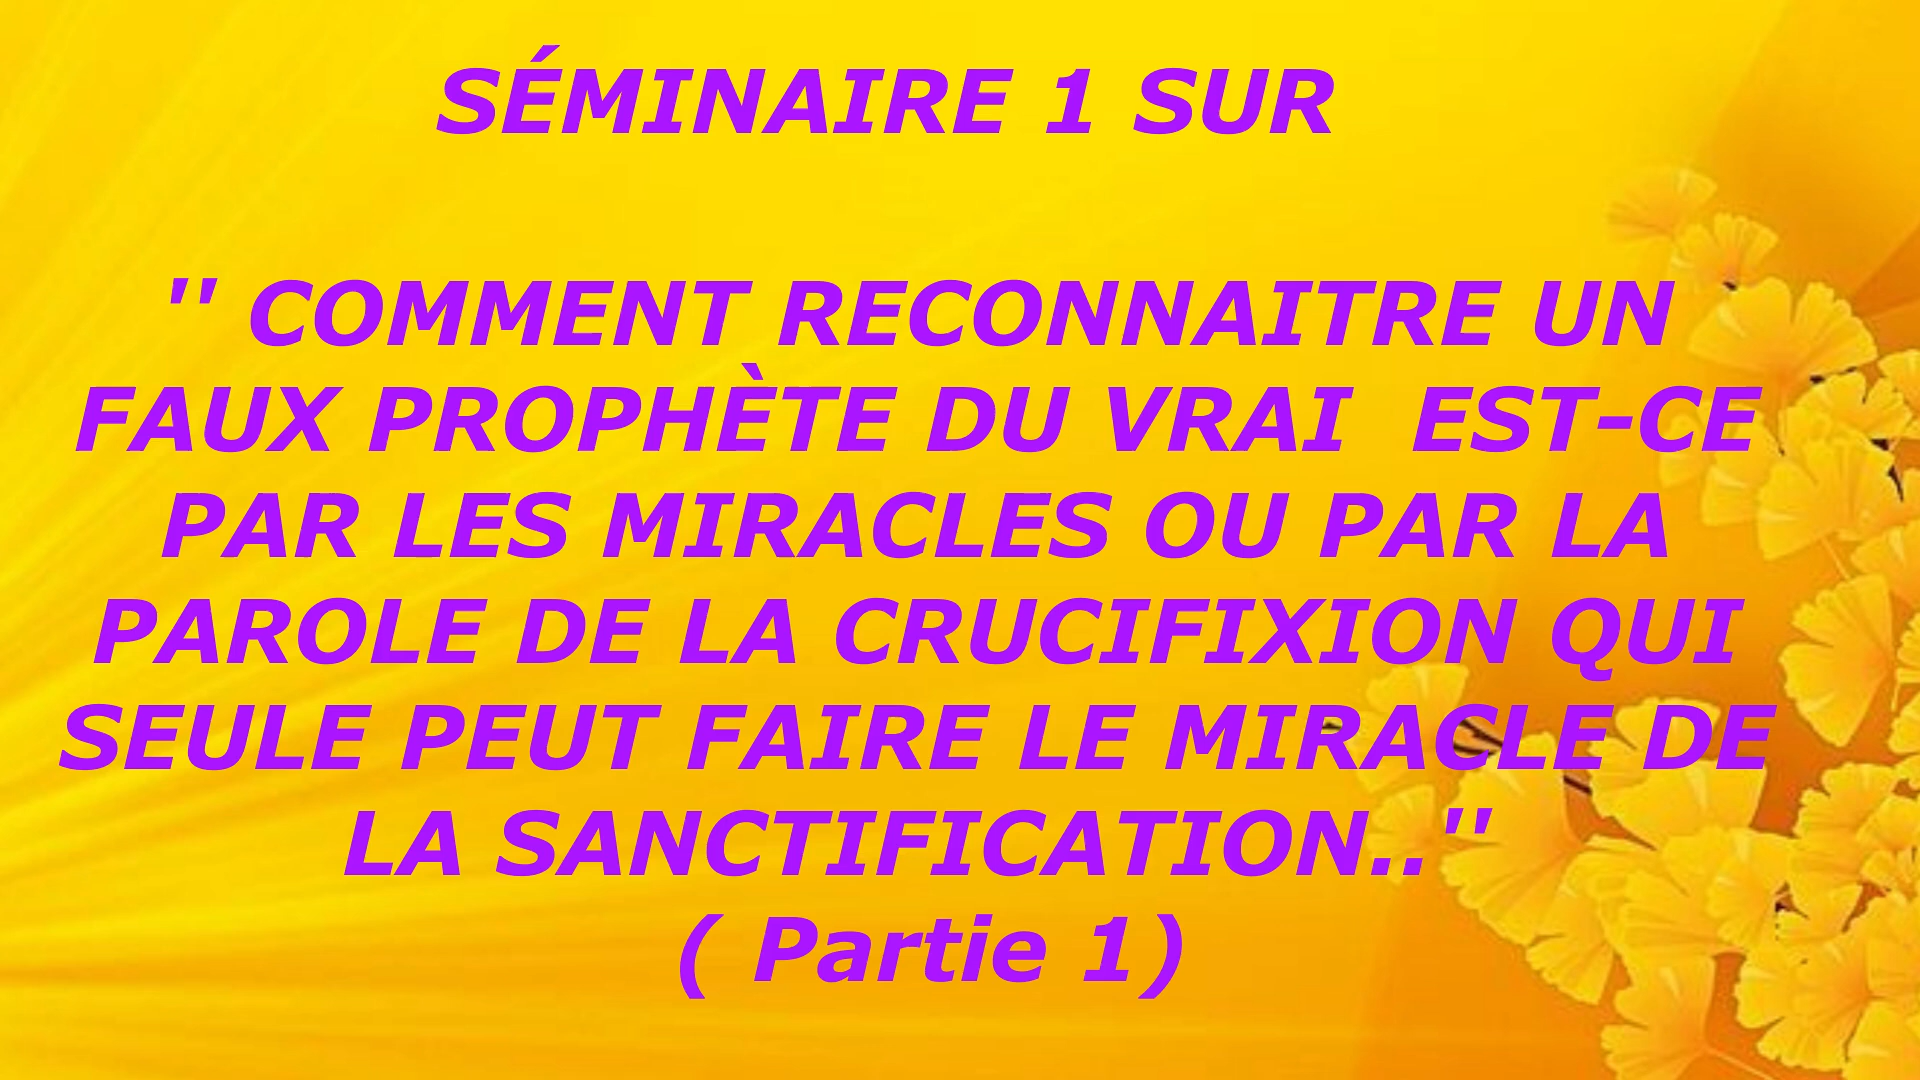 SÉMINAIRE 1 SUR
'' COMMENT RECONNAITRE UN
FAUX PROPHÈTE DU VRAI  EST-CE
PAR LES MIRACLES OU PAR LA
PAROLE DE LA CRUCIFIXION QUI
SEULE PEUT FAIRE LE MIRACLE DE
LA SANCTIFICATION..''
( Partie 1)